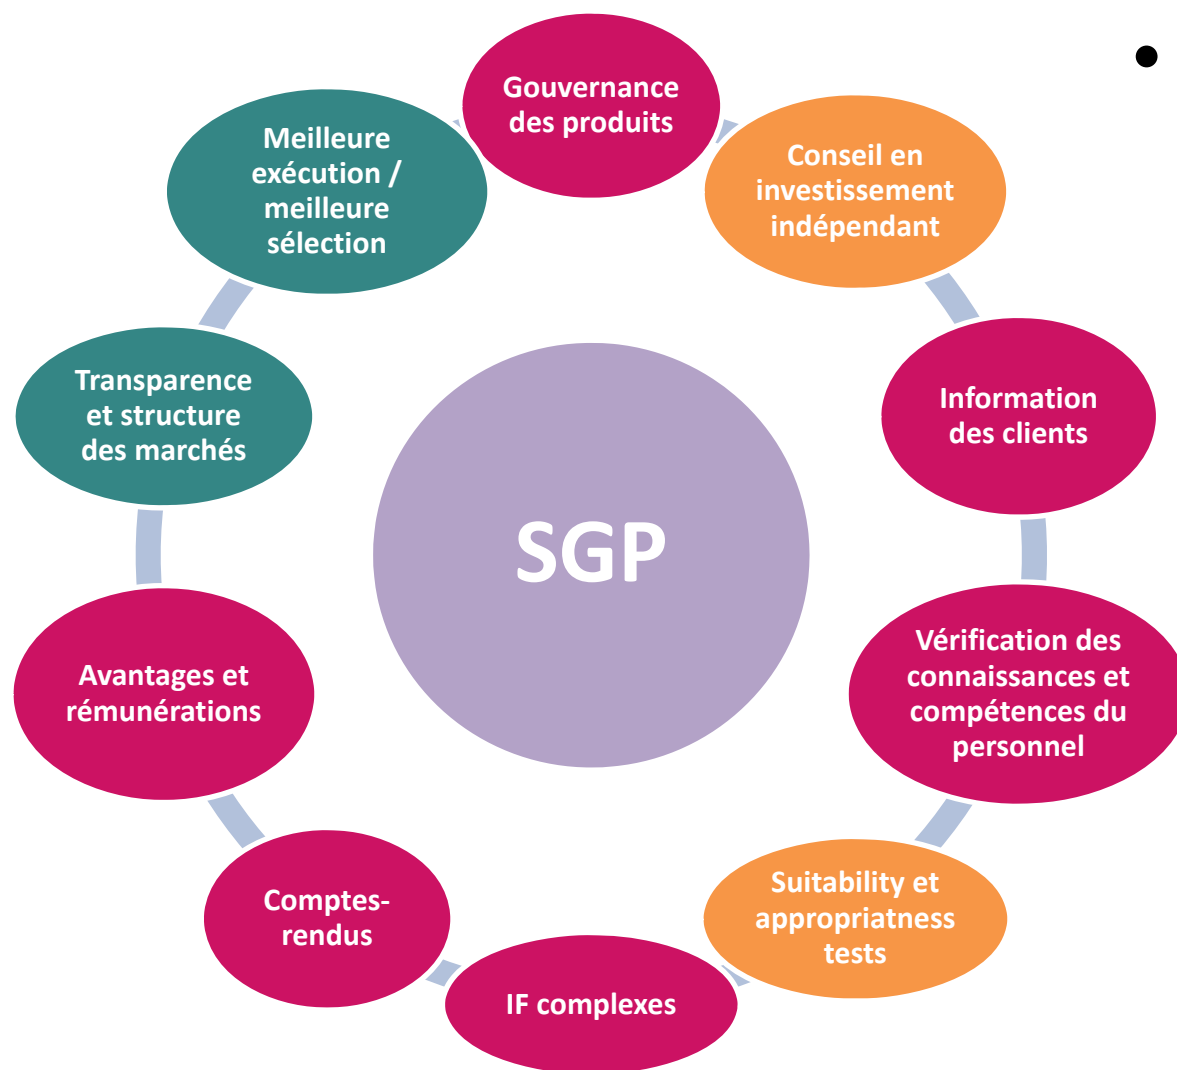 Gouvernance
des produits
Conseil en
investissement
indépendant
Information
des clients
Vérification des
connaissances et
compétences du
personnel
Suitability et
appropriatness
tests
IF complexes
Comptes-
rendus
Avantages et
rémunérations
Transparence
et structure
des marchés
Meilleure
exécution /
meilleure
sélection
SGP